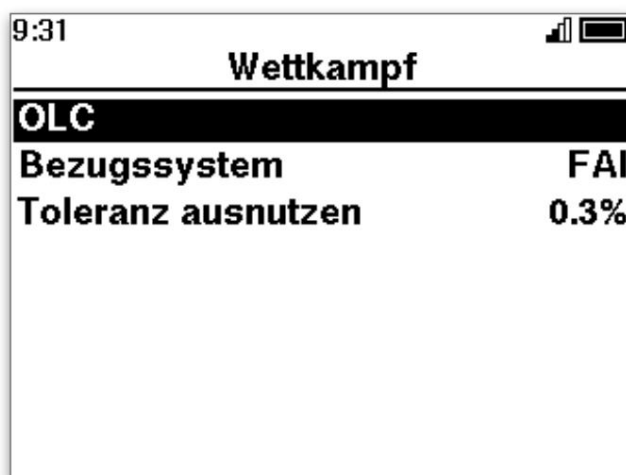 9:31
Wettkampf
OLC
Bezugssystem FAI
Toleranz ausnutzen 0.3%